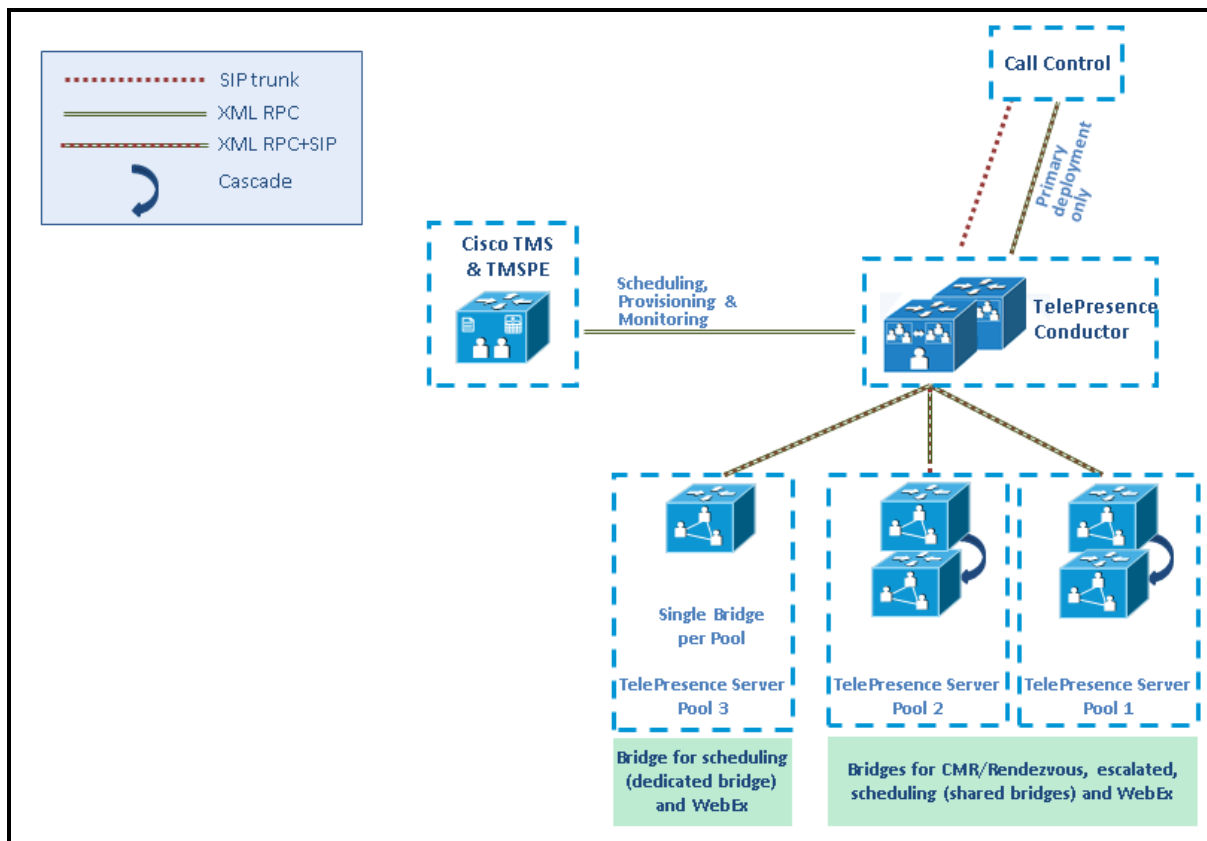 SIP trunk
XML RPC
XML RPC+SIP
Cascade
Call Control
Primary
deployment
only
Cisco TMS
& TMSPE
Scheduling,
Provisioning &
Monitoring
TelePresence
Conductor
Single Bridge
per Pool
TelePresence Server
Pool 3
TelePresence Server
Pool 2
TelePresence Server
Pool 1
Bridge for scheduling
(dedicated bridge)
and WebEx
Bridges for CMR/Rendezvous, escalated,
scheduling (shared bridges) and WebEx